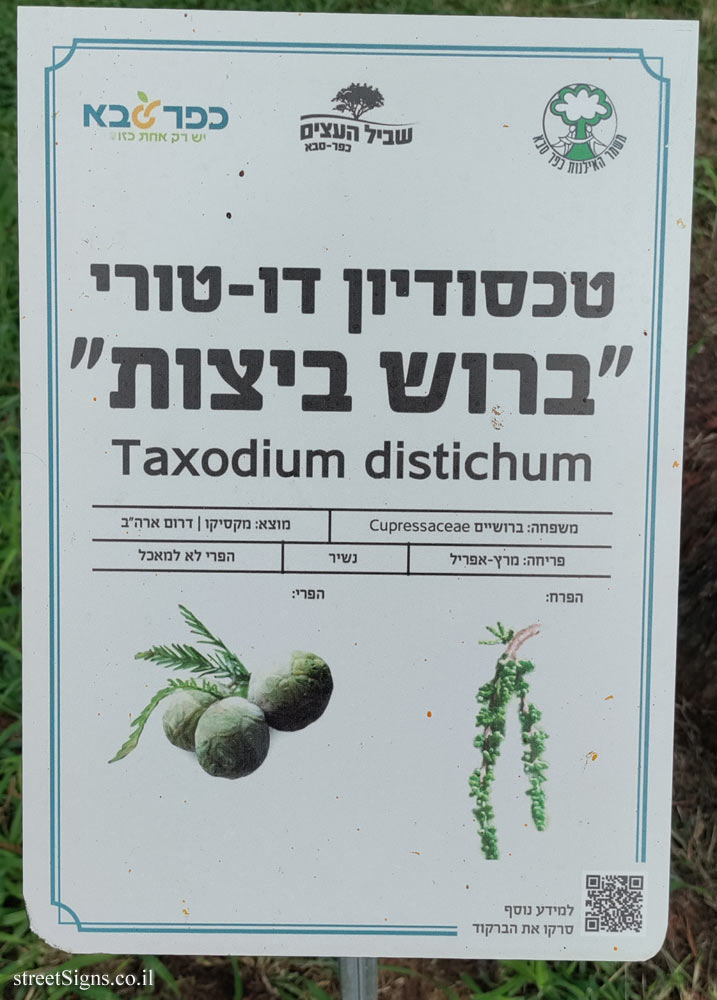 כפר סבא
יש רק אחת כזו
שביל העצים
כפר-סבא
משמר האילנות כפר סבא
טכסודיון דו-טורי
"ברוש ביצות"
Taxodium distichum
משפחה: ברושיים Cupressaceae | מוצא: מקסיקו | דרום ארה"ב
פריחה: מרץ-אפריל | נשיר | הפרי לא למאכל
הפרח:
הפרי:
למידע נוסף
סרקו את הברקוד
streetSigns.co.il